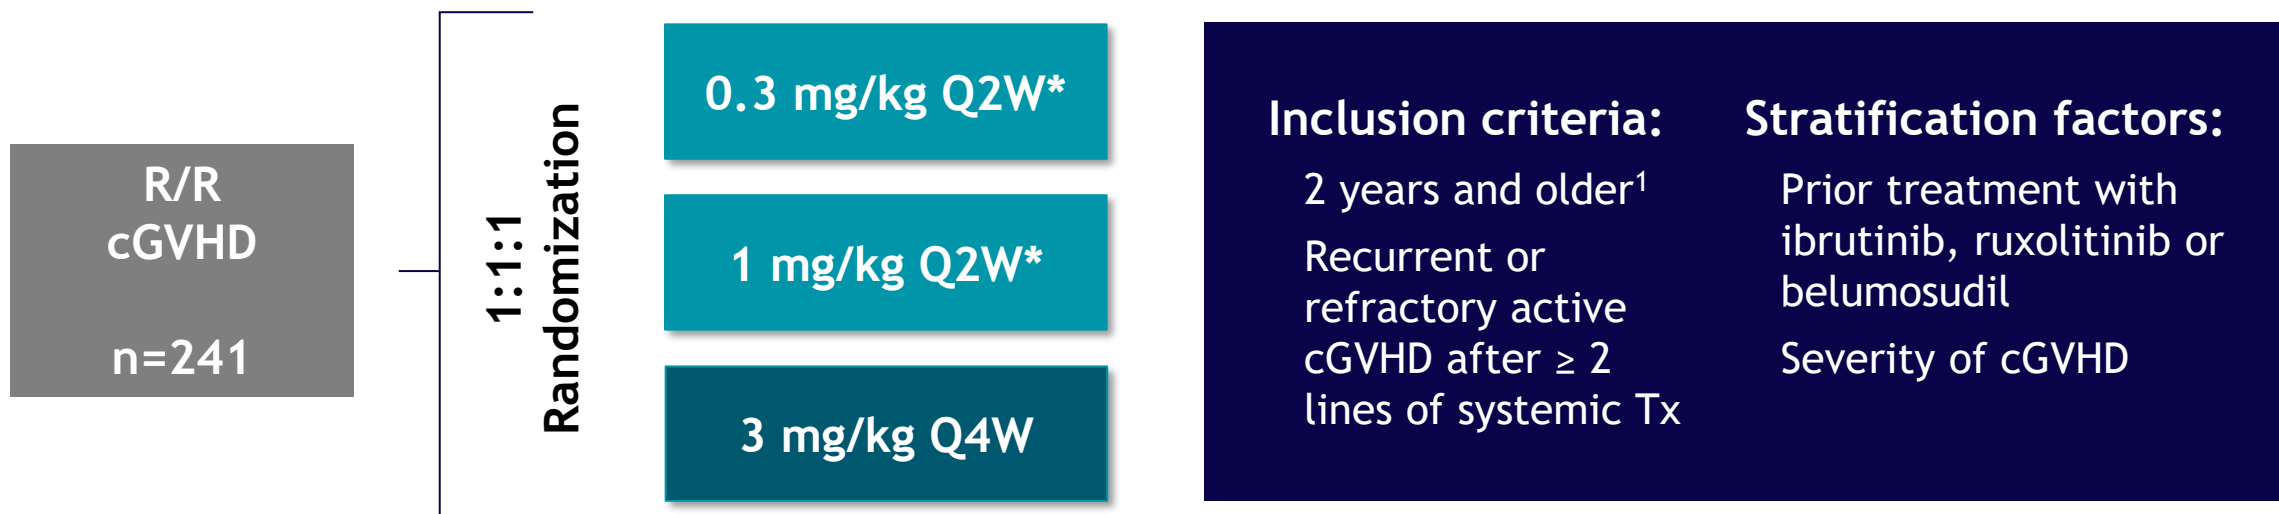 R/R
cGVHD
n=241
1:1:1
Randomization
0.3 mg/kg Q2W*
1 mg/kg Q2W*
3 mg/kg Q4W
Inclusion criteria:
2 years and older¹
Recurrent or
refractory active
cGVHD after ≥ 2
lines of systemic Tx
Stratification factors:
Prior treatment with
ibrutinib, ruxolitinib or
belumosudil
Severity of cGVHD